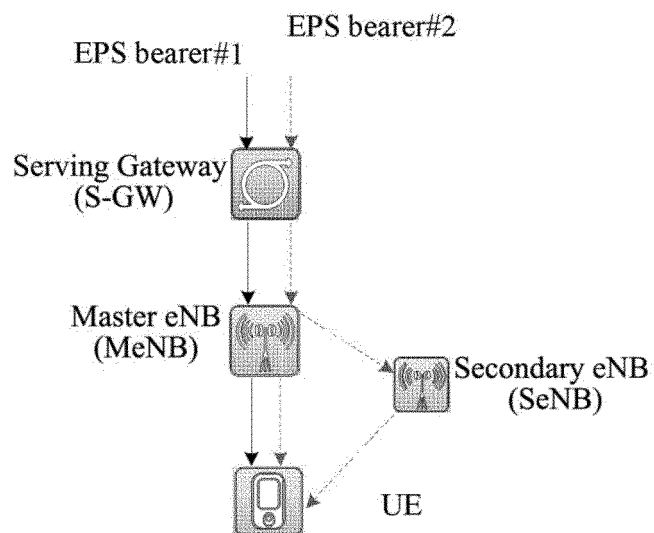 EPS bearer#1
EPS bearer#2
Serving Gateway
(S-GW)
Master eNB
(MeNB)
Secondary eNB
(SeNB)
UE